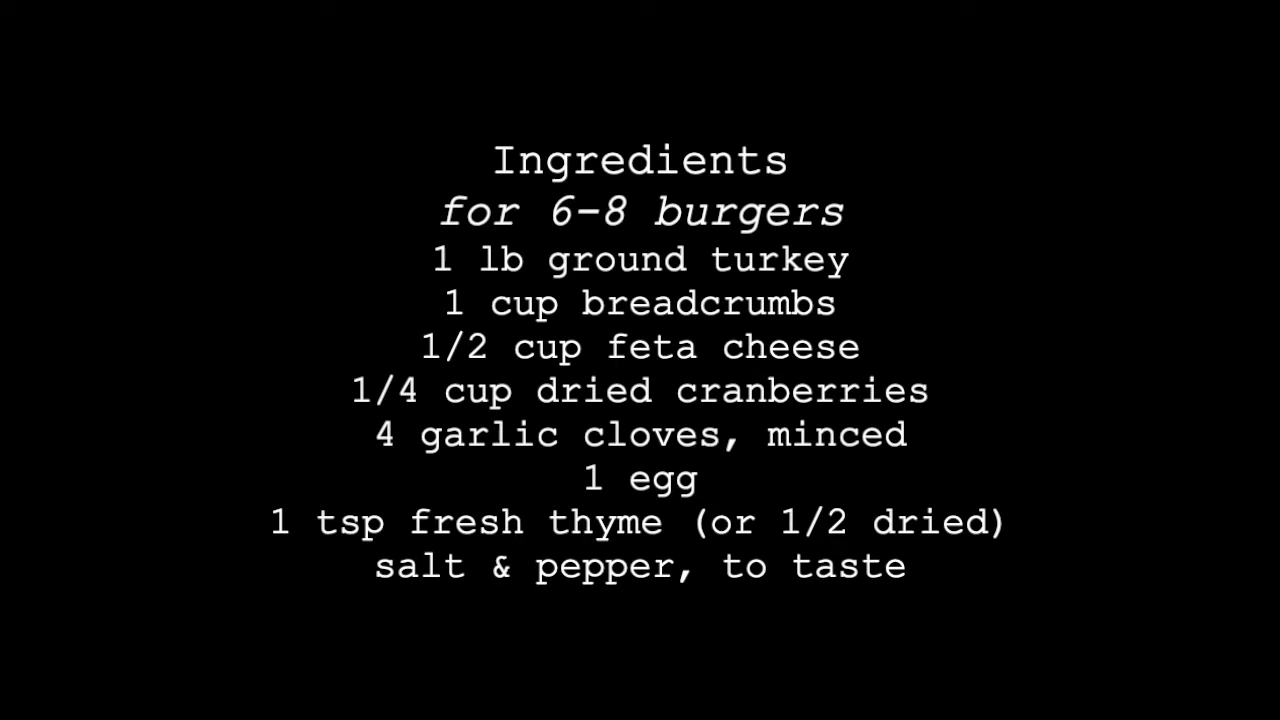 Ingredients
for 6-8 burgers
1 lb ground turkey
1 cup breadcrumbs
1/2 cup feta cheese
1/4 cup dried cranberries
4 garlic cloves, minced
1 egg
1 tsp fresh thyme (or 1/2 dried)
salt & pepper, to taste